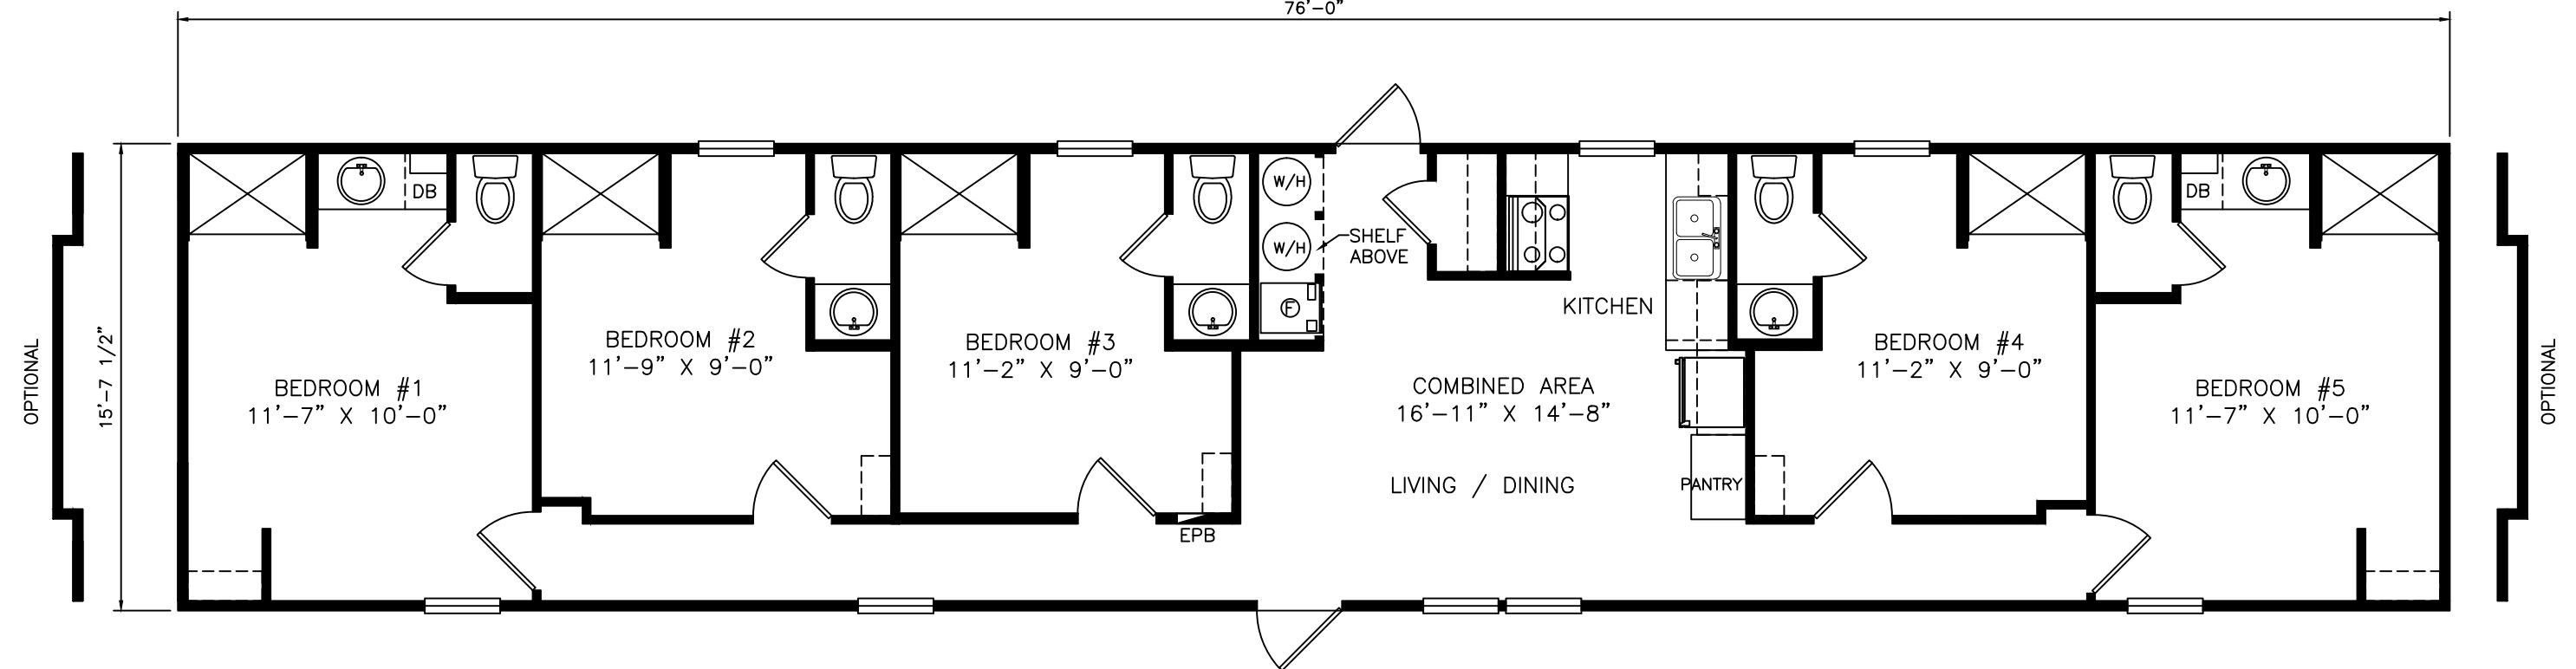 76'-0"
DB
W/H
W/H
SHELF
ABOVE
F
DB
KITCHEN
OPTIONAL
15'-7 1/2"
BEDROOM #1
11'-7" X 10'-0"
BEDROOM #2
11'-9" X 9'-0"
BEDROOM #3
11'-2" X 9'-0"
COMBINED AREA
16'-11" X 14'-8"
LIVING / DINING
PANTRY
BEDROOM #4
11'-2" X 9'-0"
BEDROOM #5
11'-7" X 10'-0"
OPTIONAL
EPB